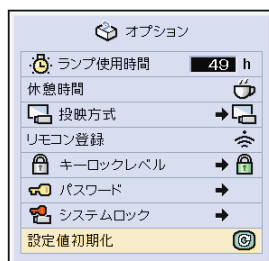 オプション
ランプ使用時間 49 h
休憩時間
投映方式
リモコン登録
キーロックレベル
パスワード
システムロック
設定値初期化